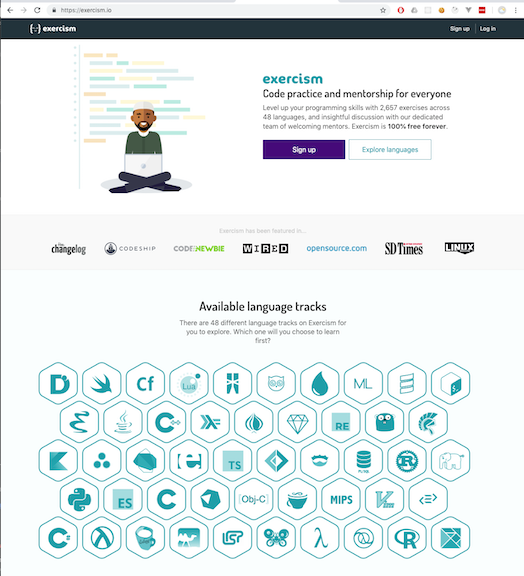 https://exercism.io
exercism
Sign up
Log in
exercism
Code practice and mentorship for everyone
Level up your programming skills with 2,657 exercises across
48 languages, and insightful discussion with our dedicated
team of welcoming mentors. Exercism is 100% free forever.
Sign up
Explore languages
Exercism has been featured in...
the changelog
CODESHIP
CODE:NEWBIE
WIRED
opensource.com
SD Times
LINUX
Available language tracks
There are 48 different language tracks on Exercism for
you to explore. Which one will you choose to learn
first?
D
Cf
Lua
ML
$
C++
RE
TS
PL/SQL
ES
C
Obj-C
MIPS
Vim
<=>
C#
LISP
λ
R